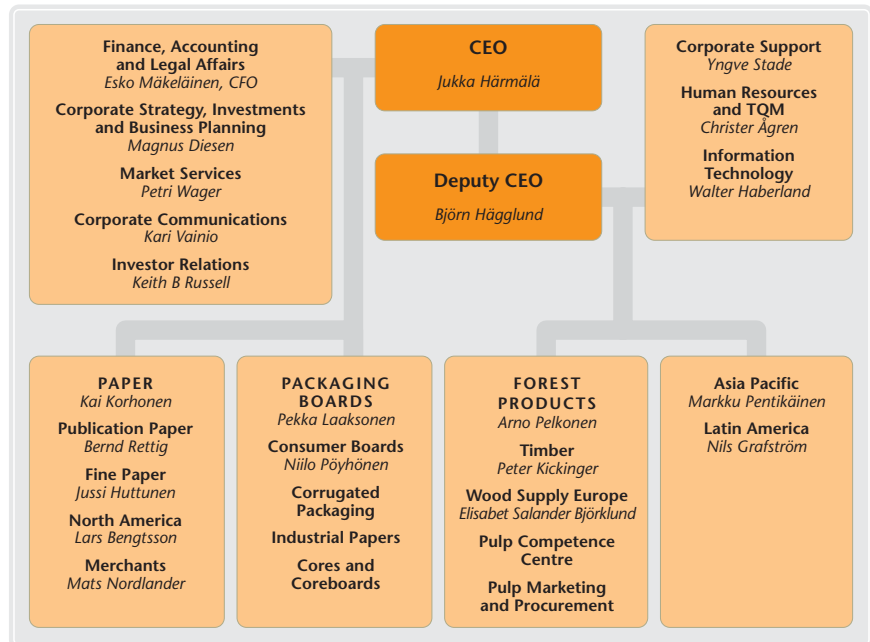 Finance, Accounting
and Legal Affairs
Esko Mäkeläinen, CFO
Corporate Strategy, Investments
and Business Planning
Magnus Diesen
Market Services
Petri Wager
Corporate Communications
Kari Vainio
Investor Relations
Keith B Russell
CEO
Jukka Härmälä
Deputy CEO
Björn Hägglund
Corporate Support
Yngve Stade
Human Resources
and TQM
Christer Ågren
Information
Technology
Walter Haberland
PAPER
Kai Korhonen
Publication Paper
Bernd Rettig
Fine Paper
Jussi Huttunen
North America
Lars Bengtsson
Merchants
Mats Nordlander
PACKAGING
BOARDS
Pekka Laaksonen
Consumer Boards
Niilo Pöyhönen
Corrugated
Packaging
Industrial Papers
Cores and
Coreboards
FOREST
PRODUCTS
Arno Pelkonen
Timber
Peter Kickinger
Wood Supply Europe
Elisabet Salander Björklund
Pulp Competence
Centre
Pulp Marketing
and Procurement
Asia Pacific
Markku Pentikäinen
Latin America
Nils Grafström